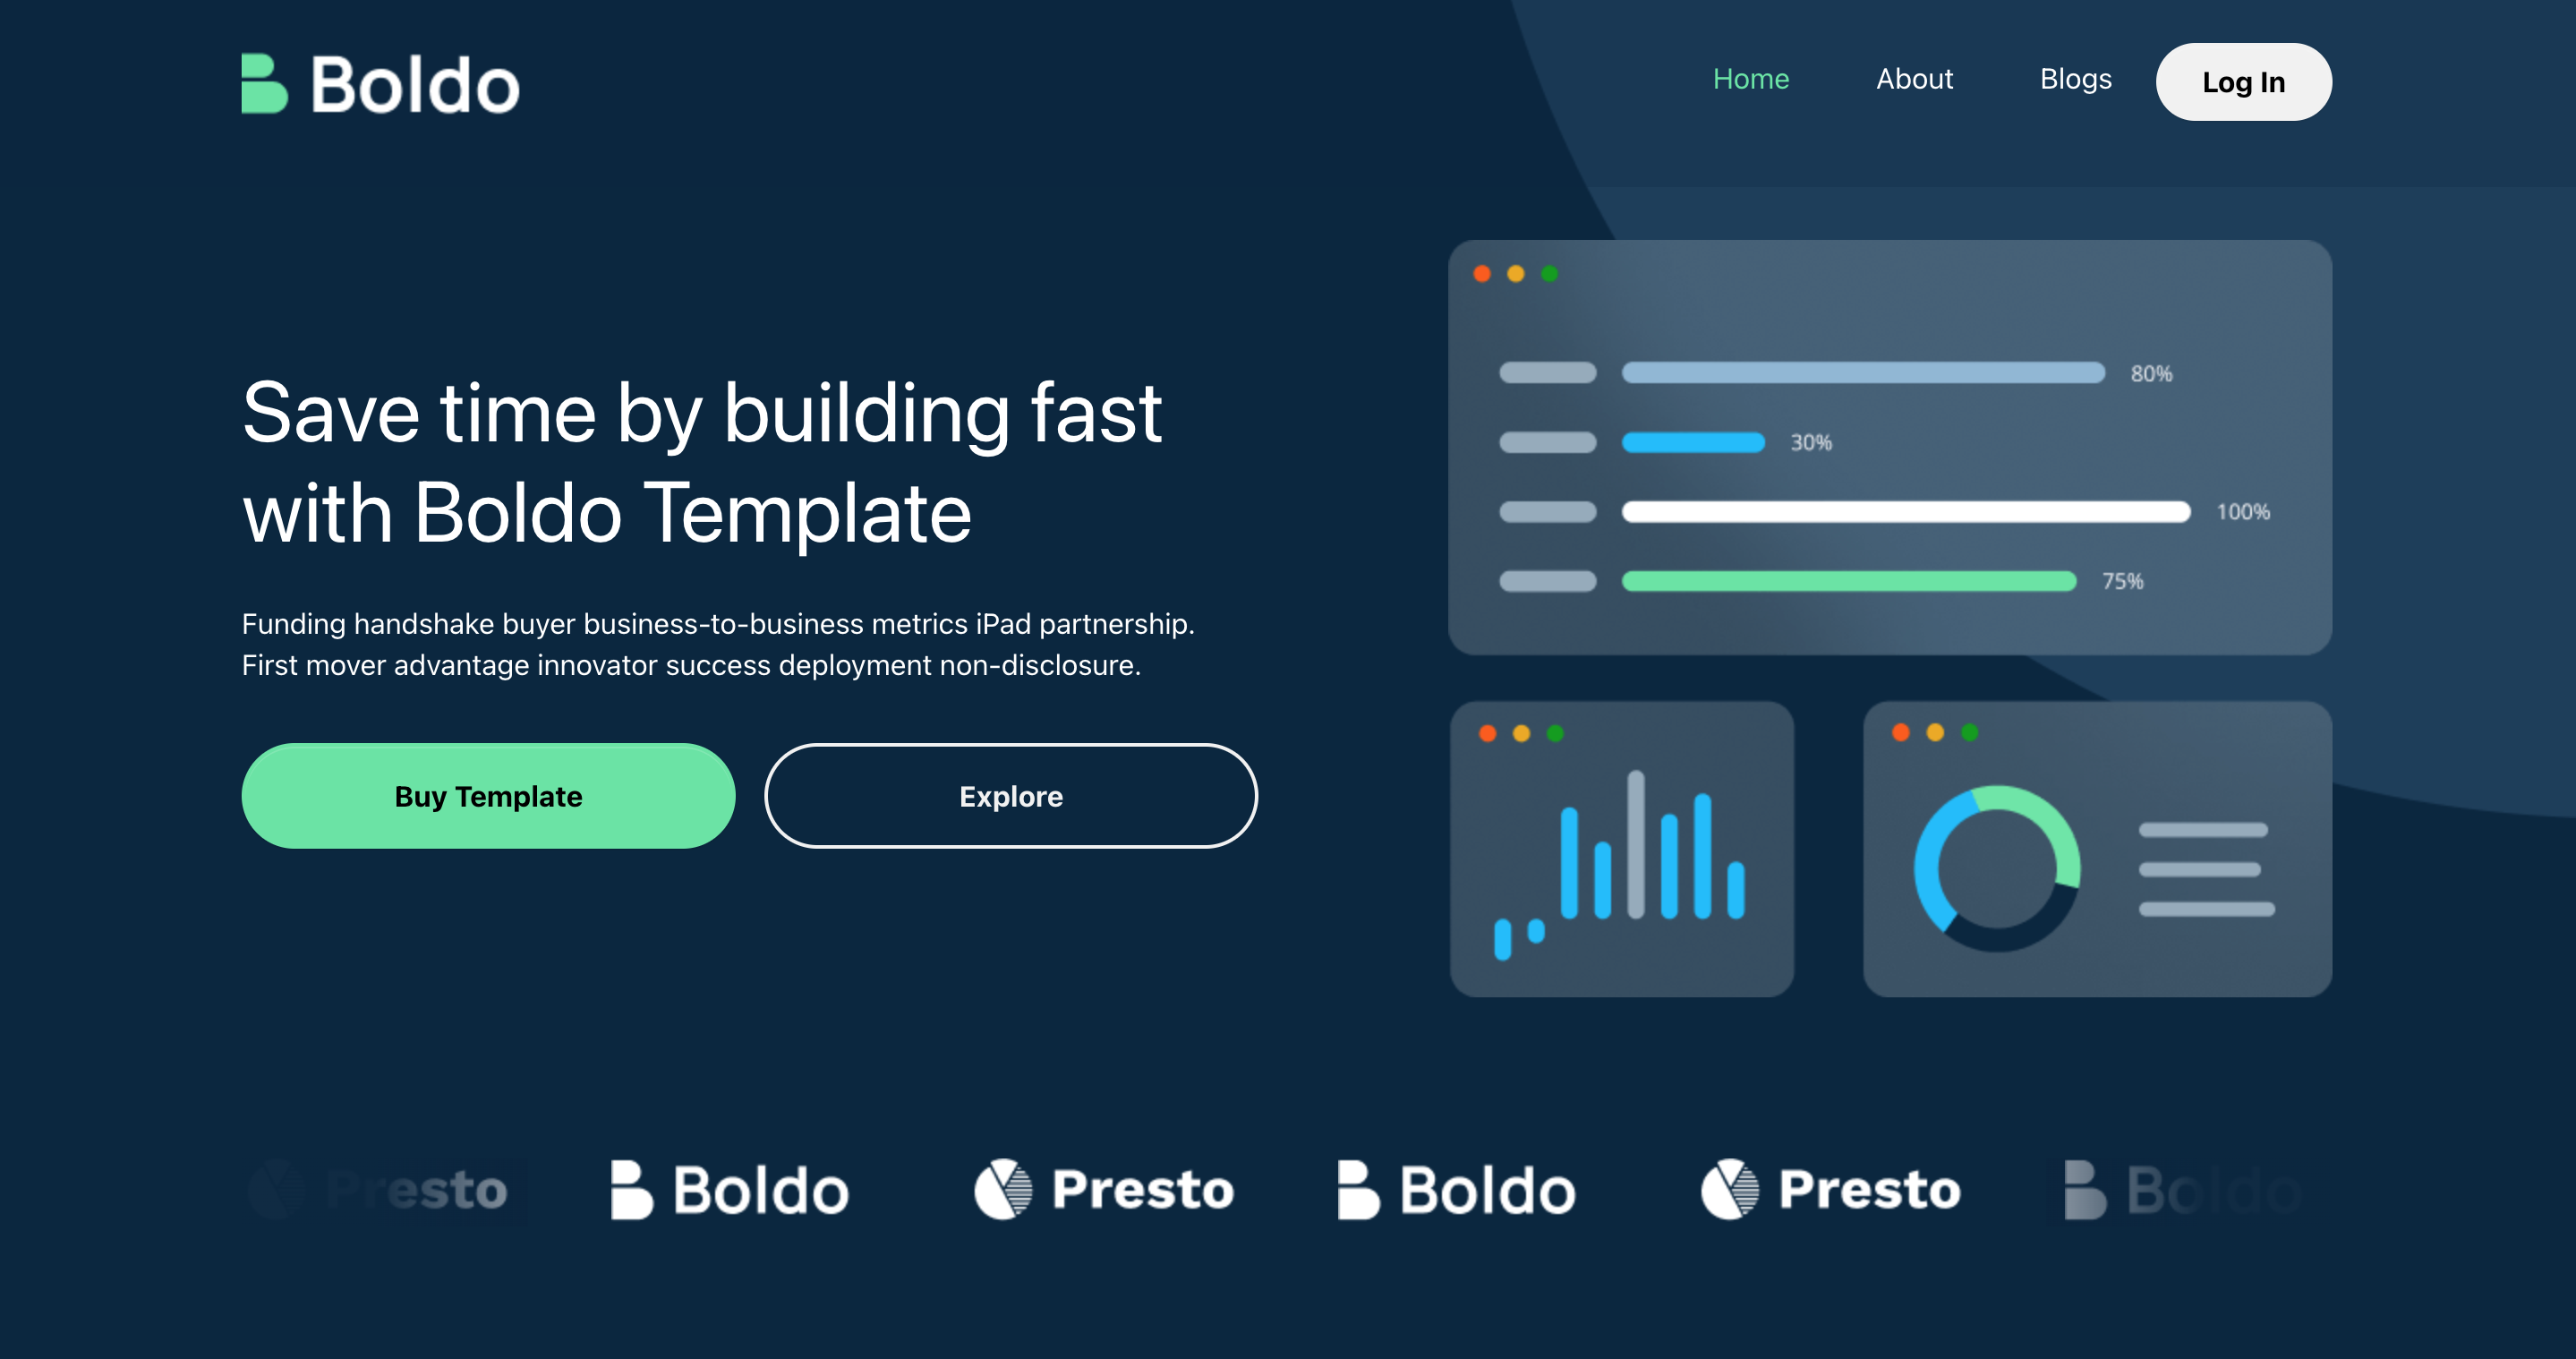 Boldo
Home About Blogs Log In
Save time by building fast
with Boldo Template
Funding handshake buyer business-to-business metrics iPad partnership.
First mover advantage innovator success deployment non-disclosure.
Buy Template Explore
80%
30%
100%
75%
Presto Boldo Presto Boldo Presto Boldo